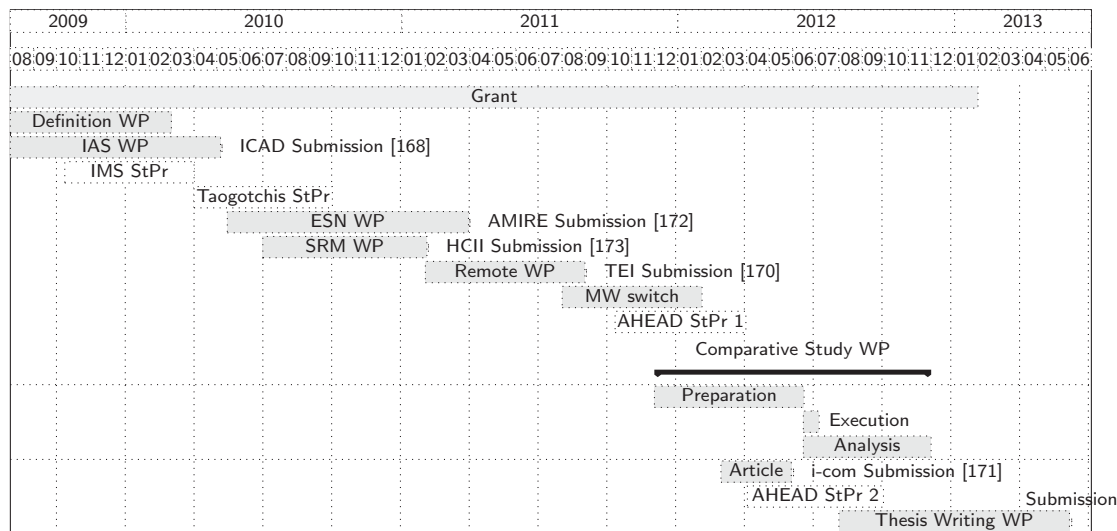 2009 2010 2011 2012 2013
08 09 10 11 12 01 02 03 04 05 06 07 08 09 10 11 12 01 02 03 04 05 06 07 08 09 10 11 12 01 02 03 04 05 06 07 08 09 10 11 12 01 02 03 04 05 06
Grant
Definition WP
IAS WP ICAD Submission [168]
IMS StPr
Taogotchis StPr
ESN WP AMIRE Submission [172]
SRM WP HCII Submission [173]
Remote WP TEI Submission [170]
MW switch
AHEAD StPr 1
Comparative Study WP
Preparation
Execution
Analysis
Article i-com Submission [171]
AHEAD StPr 2 Submission
Thesis Writing WP